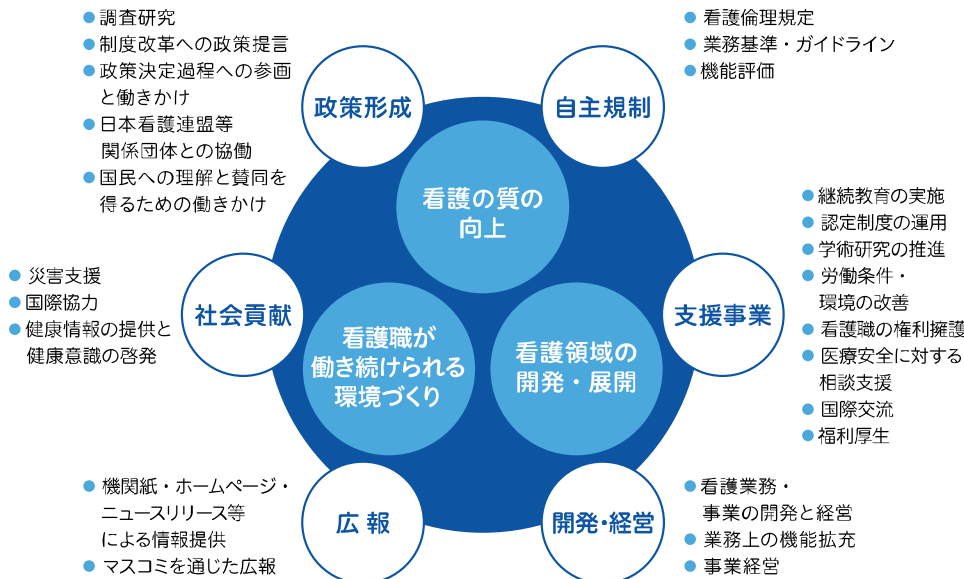 ● 調査研究
● 制度改革への政策提言
● 政策決定過程への参画
と働きかけ
● 日本看護連盟等
関係団体との協働
● 国民への理解と賛同を
得るための働きかけ
政策形成
自主規制
● 看護倫理規定
● 業務基準・ガイドライン
● 機能評価
看護の質の
向上
● 災害支援
● 国際協力
● 健康情報の提供と
健康意識の啓発
社会貢献
看護職が
働き続けられる
環境づくり
看護領域の
開発・展開
支援事業
● 継続教育の実施
● 認定制度の運用
● 学術研究の推進
● 労働条件・
環境の改善
● 看護職の権利擁護
● 医療安全に対する
相談支援
● 国際交流
● 福利厚生
● 機関紙・ホームページ・
ニュースリリース等
による情報提供
● マスコミを通じた広報
広 報
開発・経営
● 看護業務・
事業の開発と経営
● 業務上の機能拡充
● 事業経営